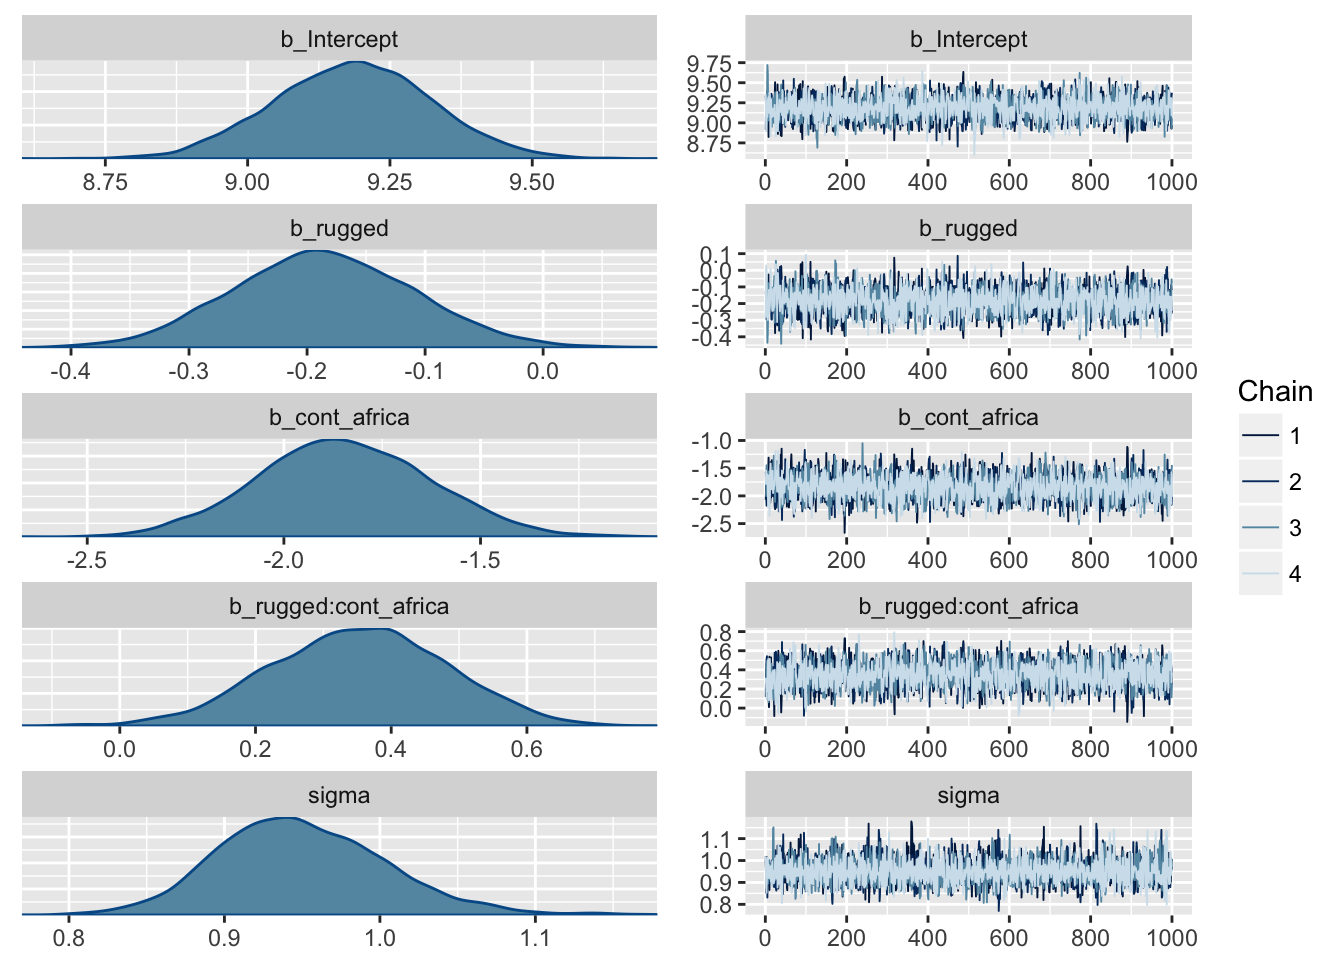 b_Intercept
8.75 9.00 9.25 9.50
b_Intercept
9.75
9.50
9.25
9.00
8.75
0 200 400 600 800 1000
b_rugged
-0.4 -0.3 -0.2 -0.1 0.0
b_rugged
0.1
0.0
-0.1
-0.2
-0.3
-0.4
0 200 400 600 800 1000
b_cont_africa
-2.5 -2.0 -1.5
b_cont_africa
-1.0
-1.5
-2.0
-2.5
0 200 400 600 800 1000
b_rugged:cont_africa
0.0 0.2 0.4 0.6
b_rugged:cont_africa
0.8
0.6
0.4
0.2
0.0
0 200 400 600 800 1000
sigma
0.8 0.9 1.0 1.1
sigma
1.1
1.0
0.9
0.8
0 200 400 600 800 1000
Chain
1
2
3
4